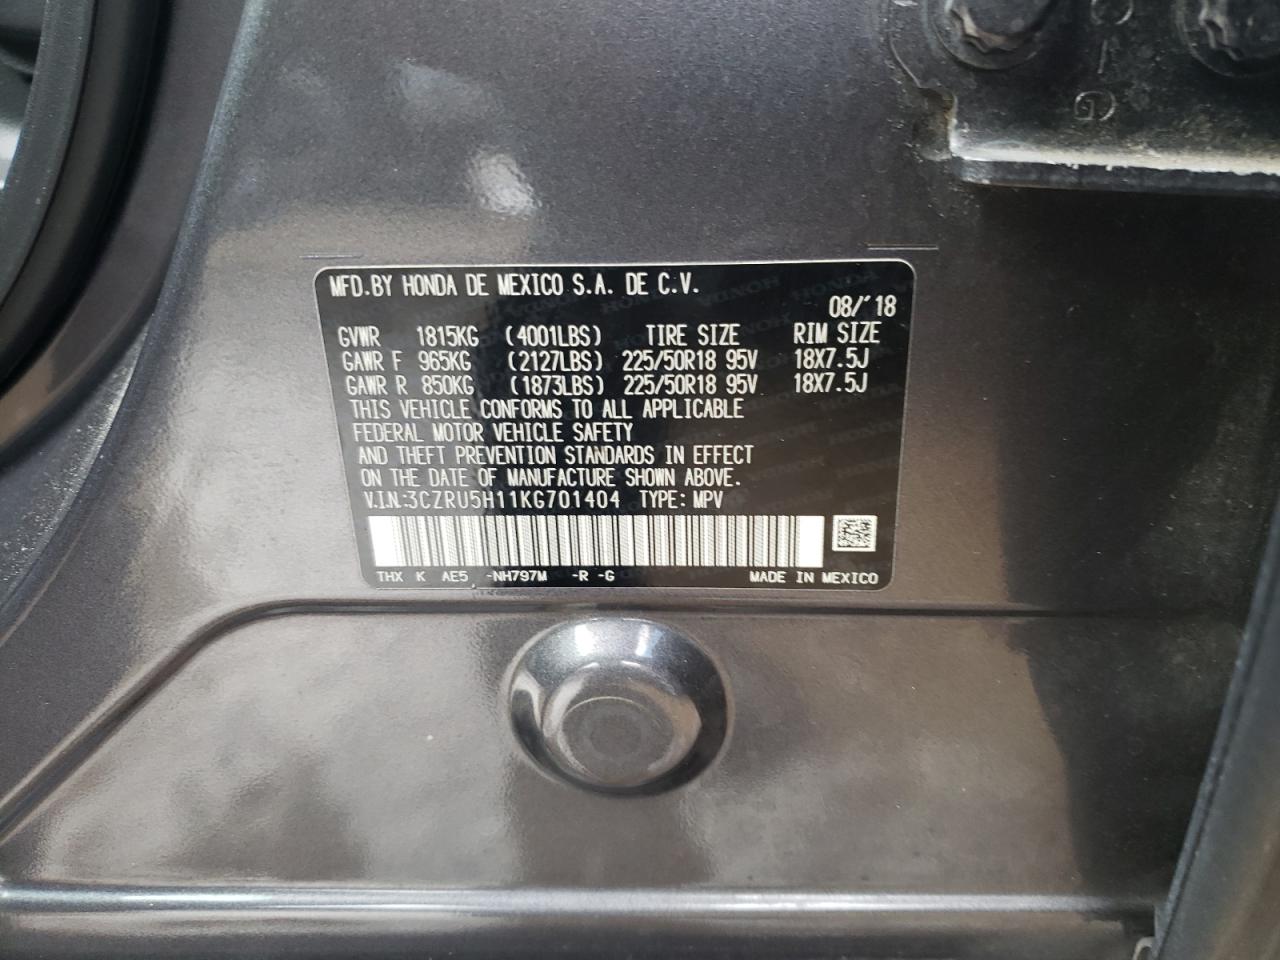 MFD.BY HONDA DE MEXICO S.A. DE C.V.
08/'18
GVWR 1815KG (4001LBS) TIRE SIZE RIM SIZE
GAWR F 965KG (2127LBS) 225/50R18 95V 18X7.5J
GAWR R 850KG (1873LBS) 225/50R18 95V 18X7.5J
THIS VEHICLE CONFORMS TO ALL APPLICABLE
FEDERAL MOTOR VEHICLE SAFETY
AND THEFT PREVENTION STANDARDS IN EFFECT
ON THE DATE OF MANUFACTURE SHOWN ABOVE.
V.I.N:3CZRU5H11KG701404 TYPE: MPV
THX K AE5 -NH797M -R -G MADE IN MEXICO